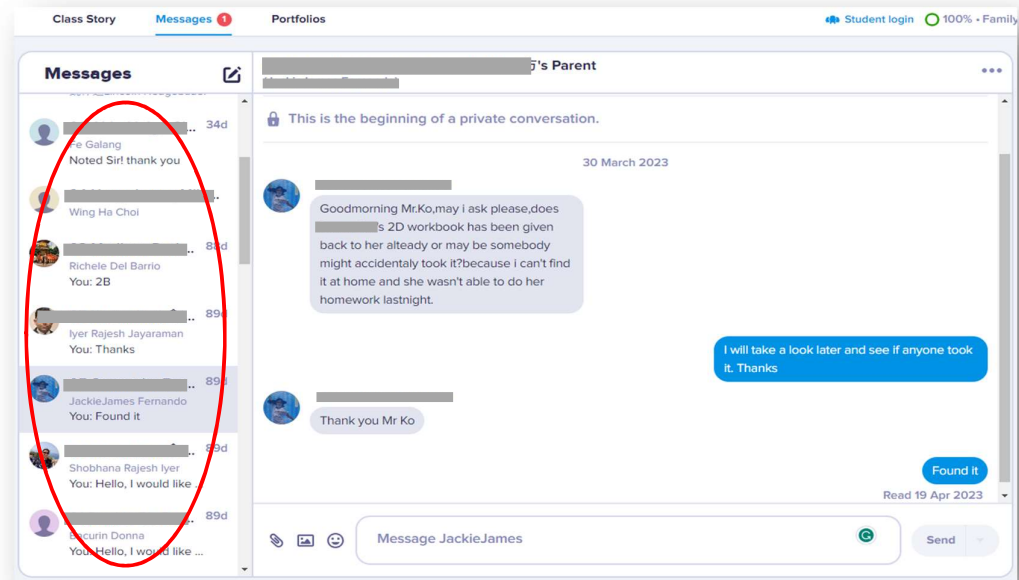 Class Story
Messages 1
Portfolios
Student login
100% • Family
Messages
's Parent
•••
34d
Fe Galang
Noted Sir! thank you
Wing Ha Choi
88d
Richele Del Barrio
You: 2B
89d
Iyer Rajesh Jayaraman
You: Thanks
89d
JackieJames Fernando
You: Found it
89d
Shobhana Rajesh Iyer
You: Hello, I would like ...
89d
Becurin Donna
You: Hello, I would like ...
This is the beginning of a private conversation.
30 March 2023
Goodmorning Mr.Ko,may i ask please,does
's 2D workbook has been given
back to her alteady or may be somebody
might accidentaly took it?because i can't find
it at home and she wasn't able to do her
homework lastnight.
I will take a look later and see if anyone took
it. Thanks
Thank you Mr Ko
Found it
Read 19 Apr 2023
Message JackieJames
Send